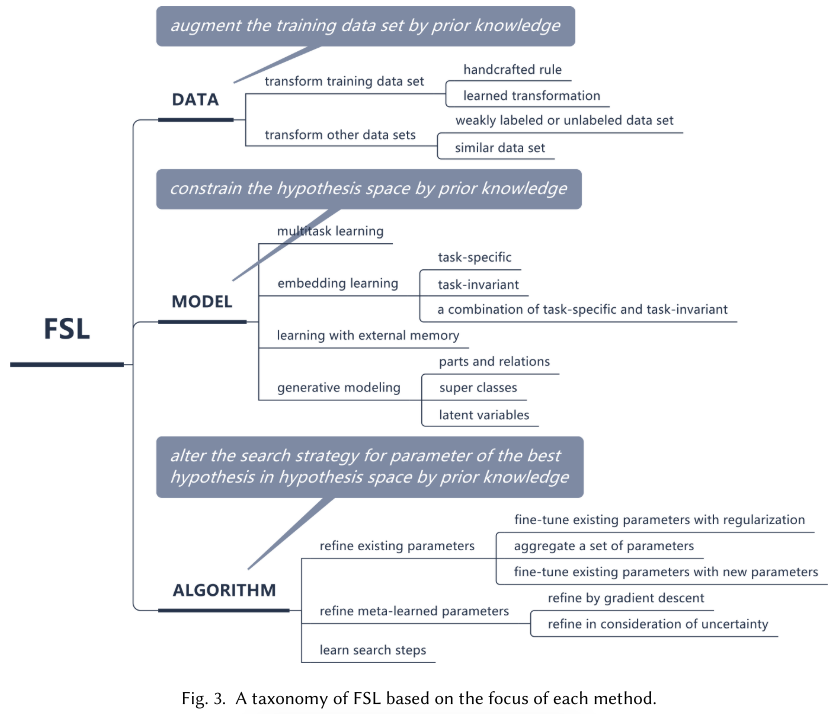 augment the training data set by prior knowledge
handcrafted rule
transform training data set
learned transformation
DATA
weakly labeled or unlabeled data set
transform other data sets
similar data set
constrain the hypothesis space by prior knowledge
multitask learning
task-specific
embedding learning
task-invariant
a combination of task-specific and task-invariant
MODEL
FSL
learning with external memory
parts and relations
generative modeling
super classes
latent variables
alter the search strategy for parameter of the best
hypothesis in hypothesis space by prior knowledge
fine-tune existing parameters with regularization
refine existing parameters
aggregate a set of parameters
fine-tune existing parameters with new parameters
ALGORITHM
refine by gradient descent
refine meta-learned parameters
refine in consideration of uncertainty
learn search steps
Fig. 3. A taxonomy of FSL based on the focus of each method.